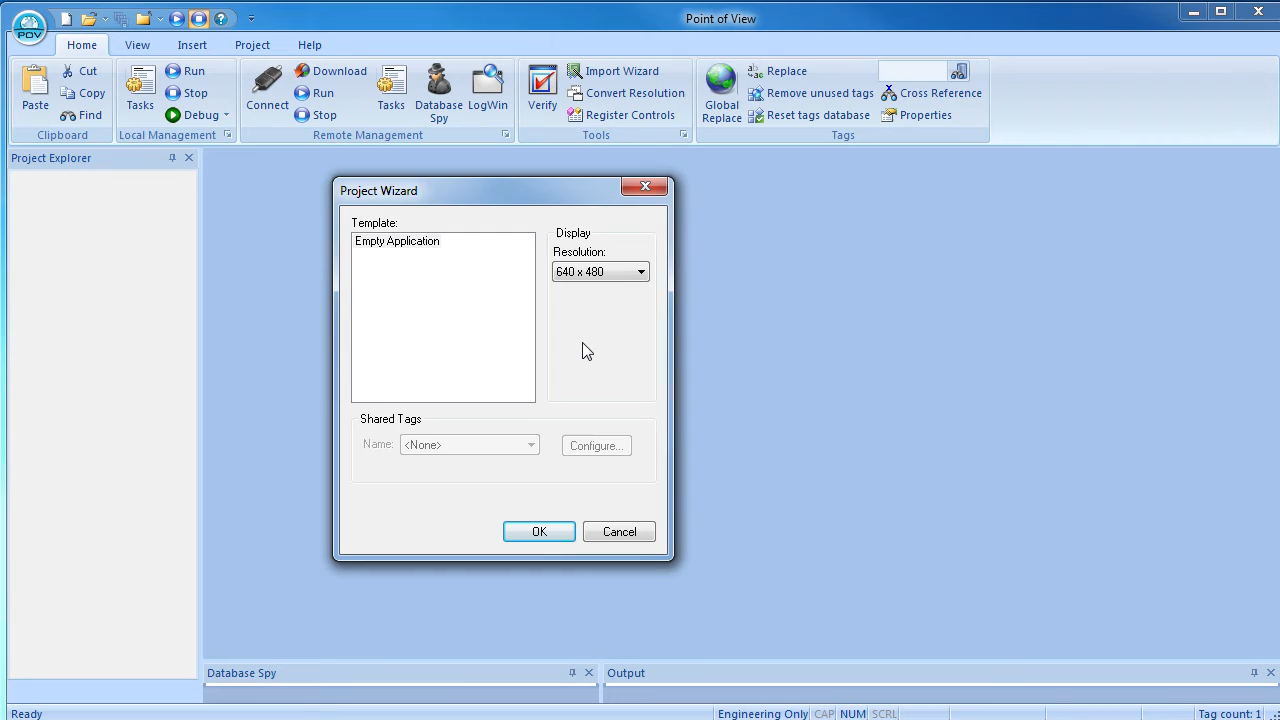 Point of View
POV
Home View Insert Project Help
Paste Cut Copy Find Clipboard
Tasks Run Stop Debug Local Management
Connect Download Run Stop Tasks Database Spy LogWin Remote Management
Verify Import Wizard Convert Resolution Register Controls Tools
Global Replace Replace Remove unused tags Reset tags database Cross Reference Properties Tags
Project Explorer
Project Wizard
Template:
Empty Application
Display
Resolution:
640 x 480
Shared Tags
Name: <None> Configure...
OK Cancel
Database Spy Output
Ready Engineering Only CAP NUM SCRL Tag count: 1